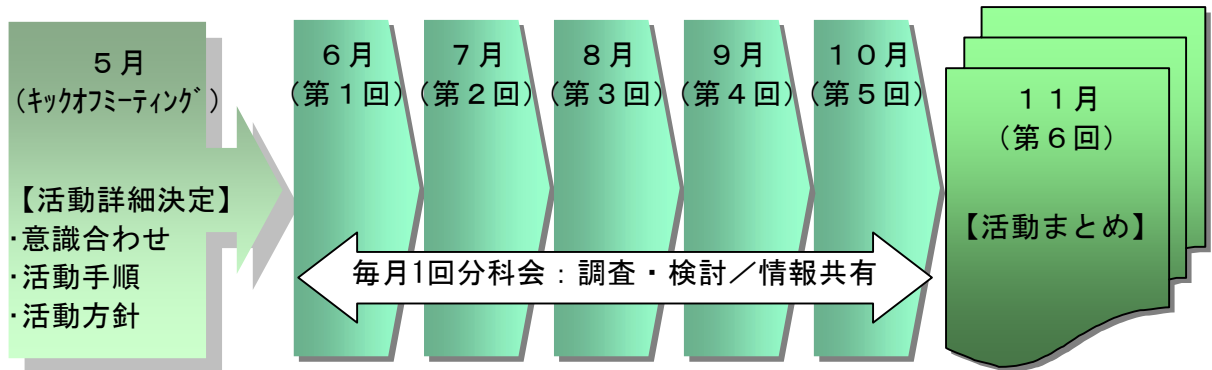 ５月
（ｷｯｸｵﾌﾐｰﾃｨﾝｸﾞ）
【活動詳細決定】
･意識合わせ
･活動手順
･活動方針
６月
（第１回）
７月
（第２回）
８月
（第３回）
９月
（第４回）
１０月
（第５回）
毎月1回分科会：調査・検討／情報共有
１１月
（第６回）
【活動まとめ】